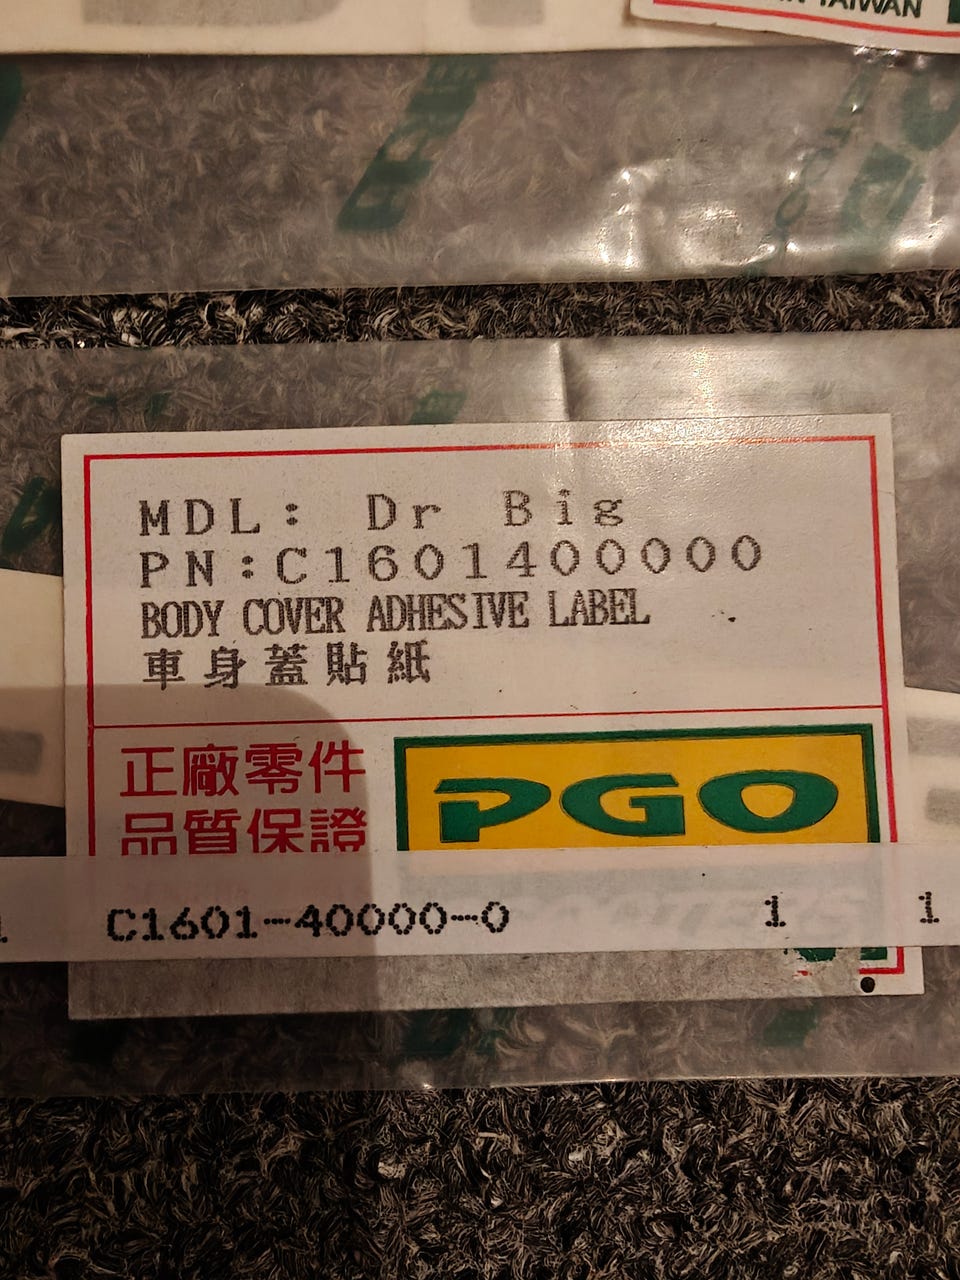 TAIWAN
MDL: Dr Big
PN:C1601400000
BODY COVER ADHESIVE LABEL
車身蓋貼紙
正廠零件
品質保證
PGO
C1601-40000-0 1 1